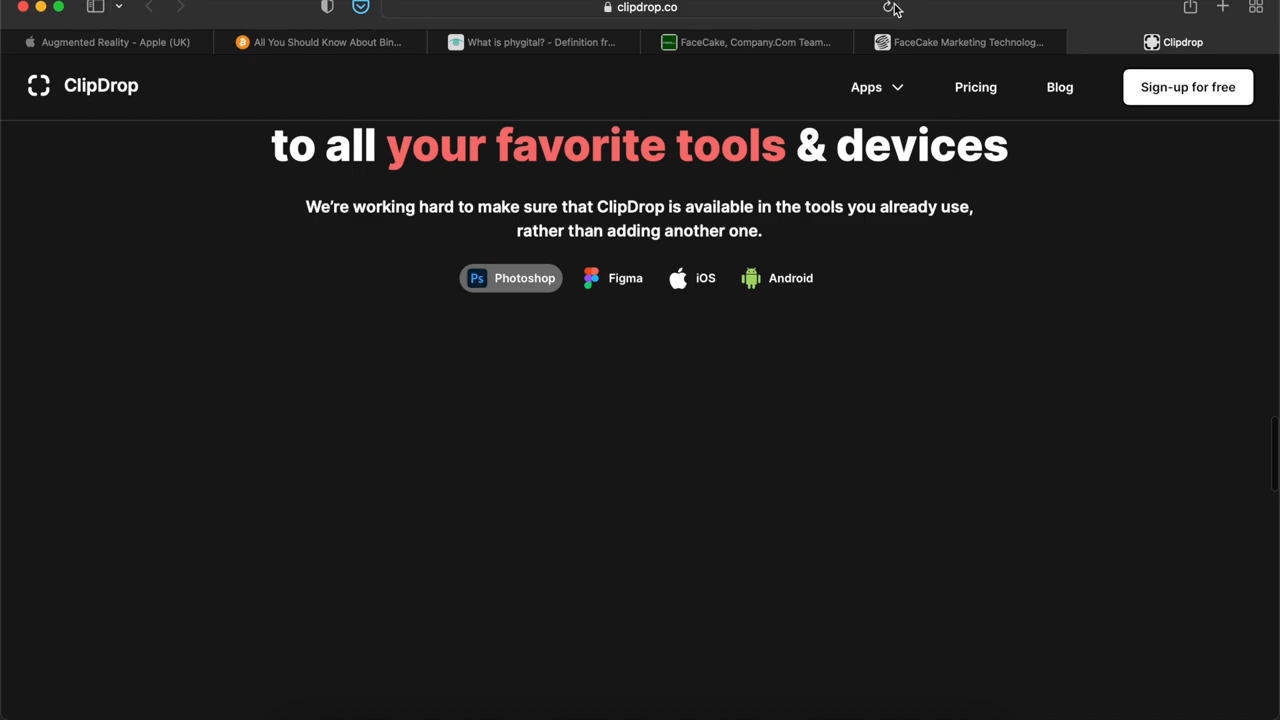 clipdrop.co
Augmented Reality - Apple (UK)
All You Should Know About Bin...
What is phygital? - Definition fr...
FaceCake, Company.Com Team...
FaceCake Marketing Technolog...
Clipdrop
ClipDrop
Apps
Pricing
Blog
Sign-up for free
to all your favorite tools & devices
We’re working hard to make sure that ClipDrop is available in the tools you already use,
rather than adding another one.
Ps Photoshop
Figma
iOS
Android